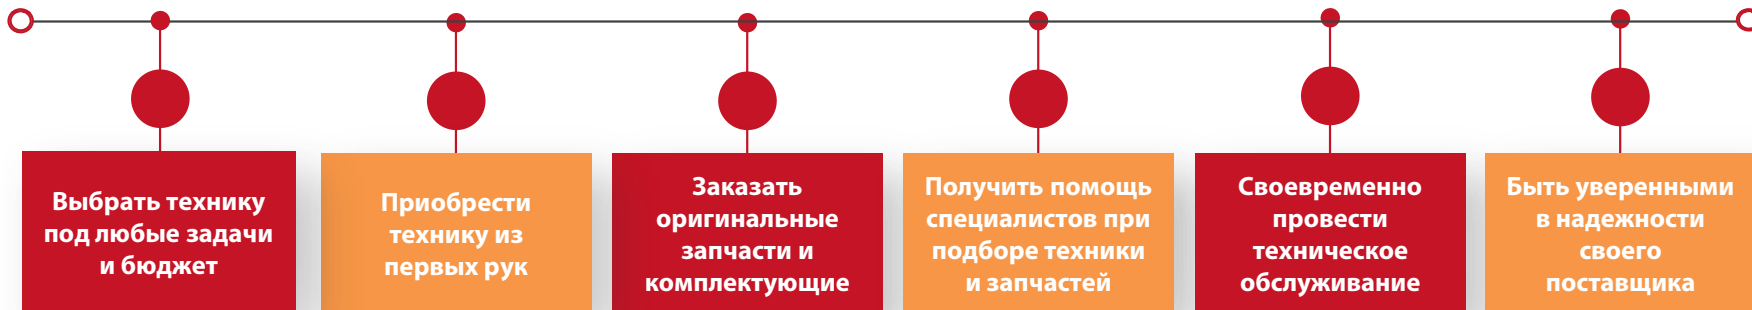 Выбрать технику
под любые задачи
и бюджет
Приобрести
технику из
первых рук
Заказать
оригинальные
запчасти и
комплектующие
Получить помощь
специалистов при
подборе техники
и запчастей
Своевременно
провести
техническое
обслуживание
Быть уверенными
в надежности
своего
поставщика